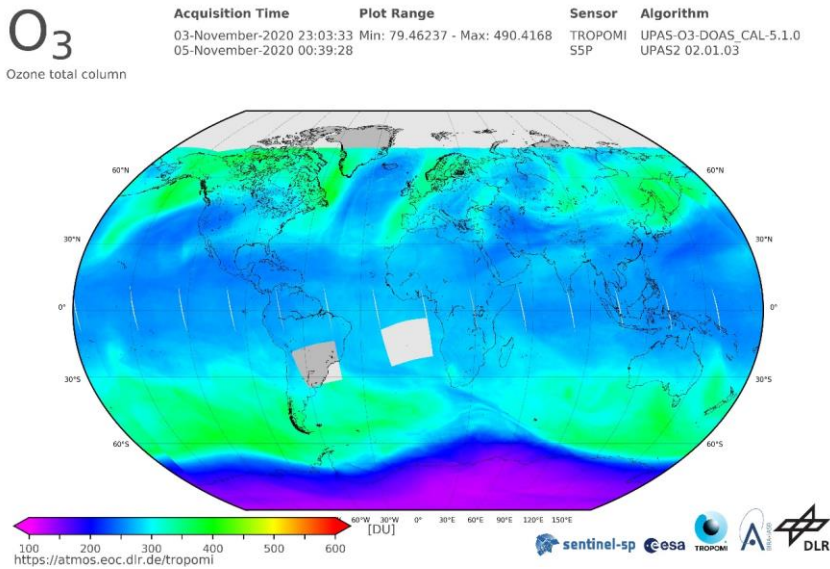 O3
Ozone total column
Acquisition Time Plot Range Sensor Algorithm
03-November-2020 23:03:33 Min: 79.46237 - Max: 490.4168 TROPOMI UPAS-O3-DOAS_CAL-5.1.0
05-November-2020 00:39:28 S5P UPAS2 02.01.03
60°N 60°N
30°N 30°N
0° 0°
30°S 30°S
60°S 60°S
60°W 30°W 0° 30°E 60°E 90°E 120°E 150°E
[DU]
100 200 300 400 500 600
https://atmos.eoc.dlr.de/tropomi
sentinel-5p esa TROPOMI DLR